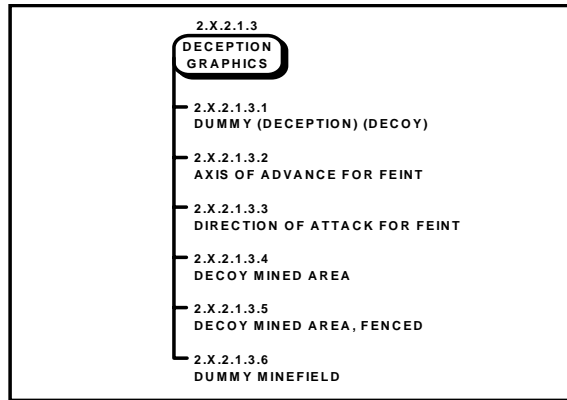 2.X.2.1.3
DECEPTION
GRAPHICS
2.X.2.1.3.1
DUMMY (DECEPTION) (DECOY)
2.X.2.1.3.2
AXIS OF ADVANCE FOR FEINT
2.X.2.1.3.3
DIRECTION OF ATTACK FOR FEINT
2.X.2.1.3.4
DECOY MINED AREA
2.X.2.1.3.5
DECOY MINED AREA, FENCED
2.X.2.1.3.6
DUMMY MINEFIELD